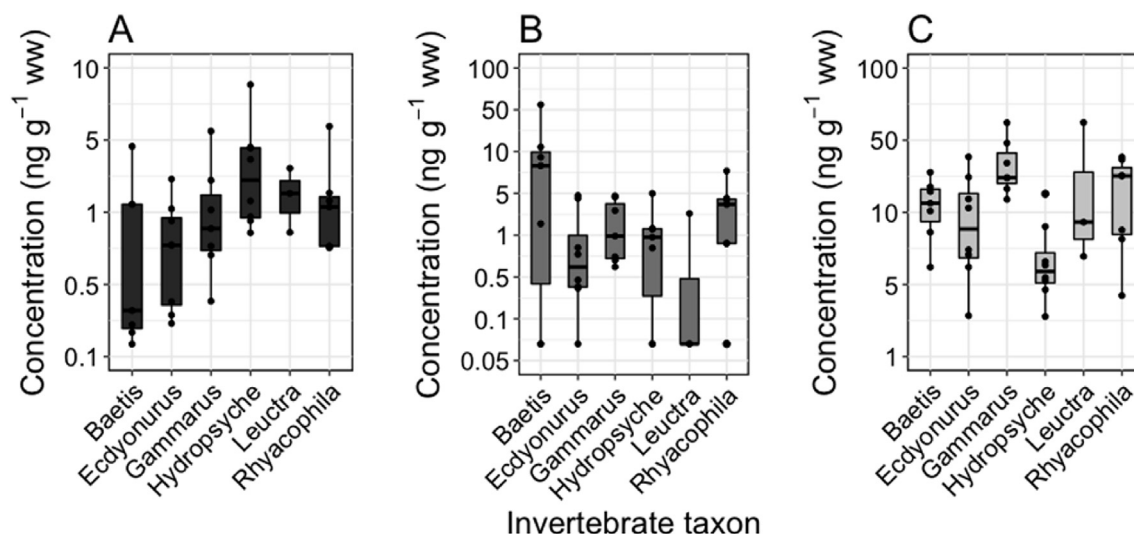 A
Concentration (ng g⁻¹ ww)
10
5
1
0.5
0.1
Baetis
Ecdyonurus
Gammarus
Hydropsyche
Leuctra
Rhyacophila
B
Concentration (ng g⁻¹ ww)
100
50
10
5
1
0.5
0.1
0.05
Baetis
Ecdyonurus
Gammarus
Hydropsyche
Leuctra
Rhyacophila
C
Concentration (ng g⁻¹ ww)
100
50
10
5
1
Baetis
Ecdyonurus
Gammarus
Hydropsyche
Leuctra
Rhyacophila
Invertebrate taxon